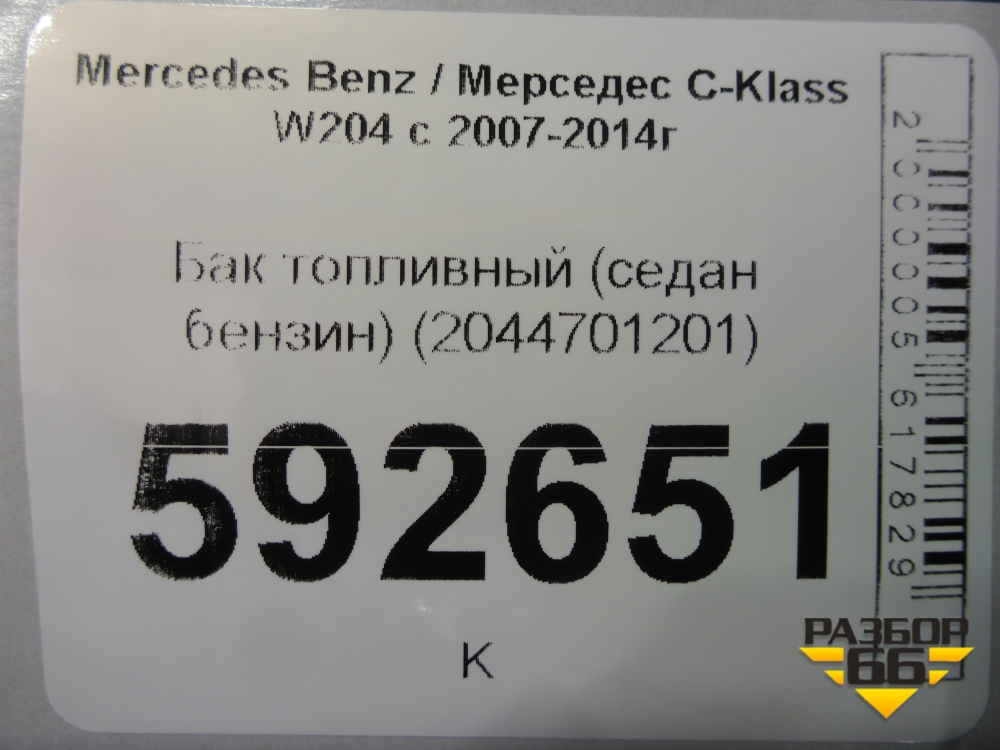 Mercedes Benz / Мерседес C-Klass
W204 с 2007-2014г
Бак топливный (седан
бензин) (2044701201)
592651
К
2000005617829
РАЗБОР
66